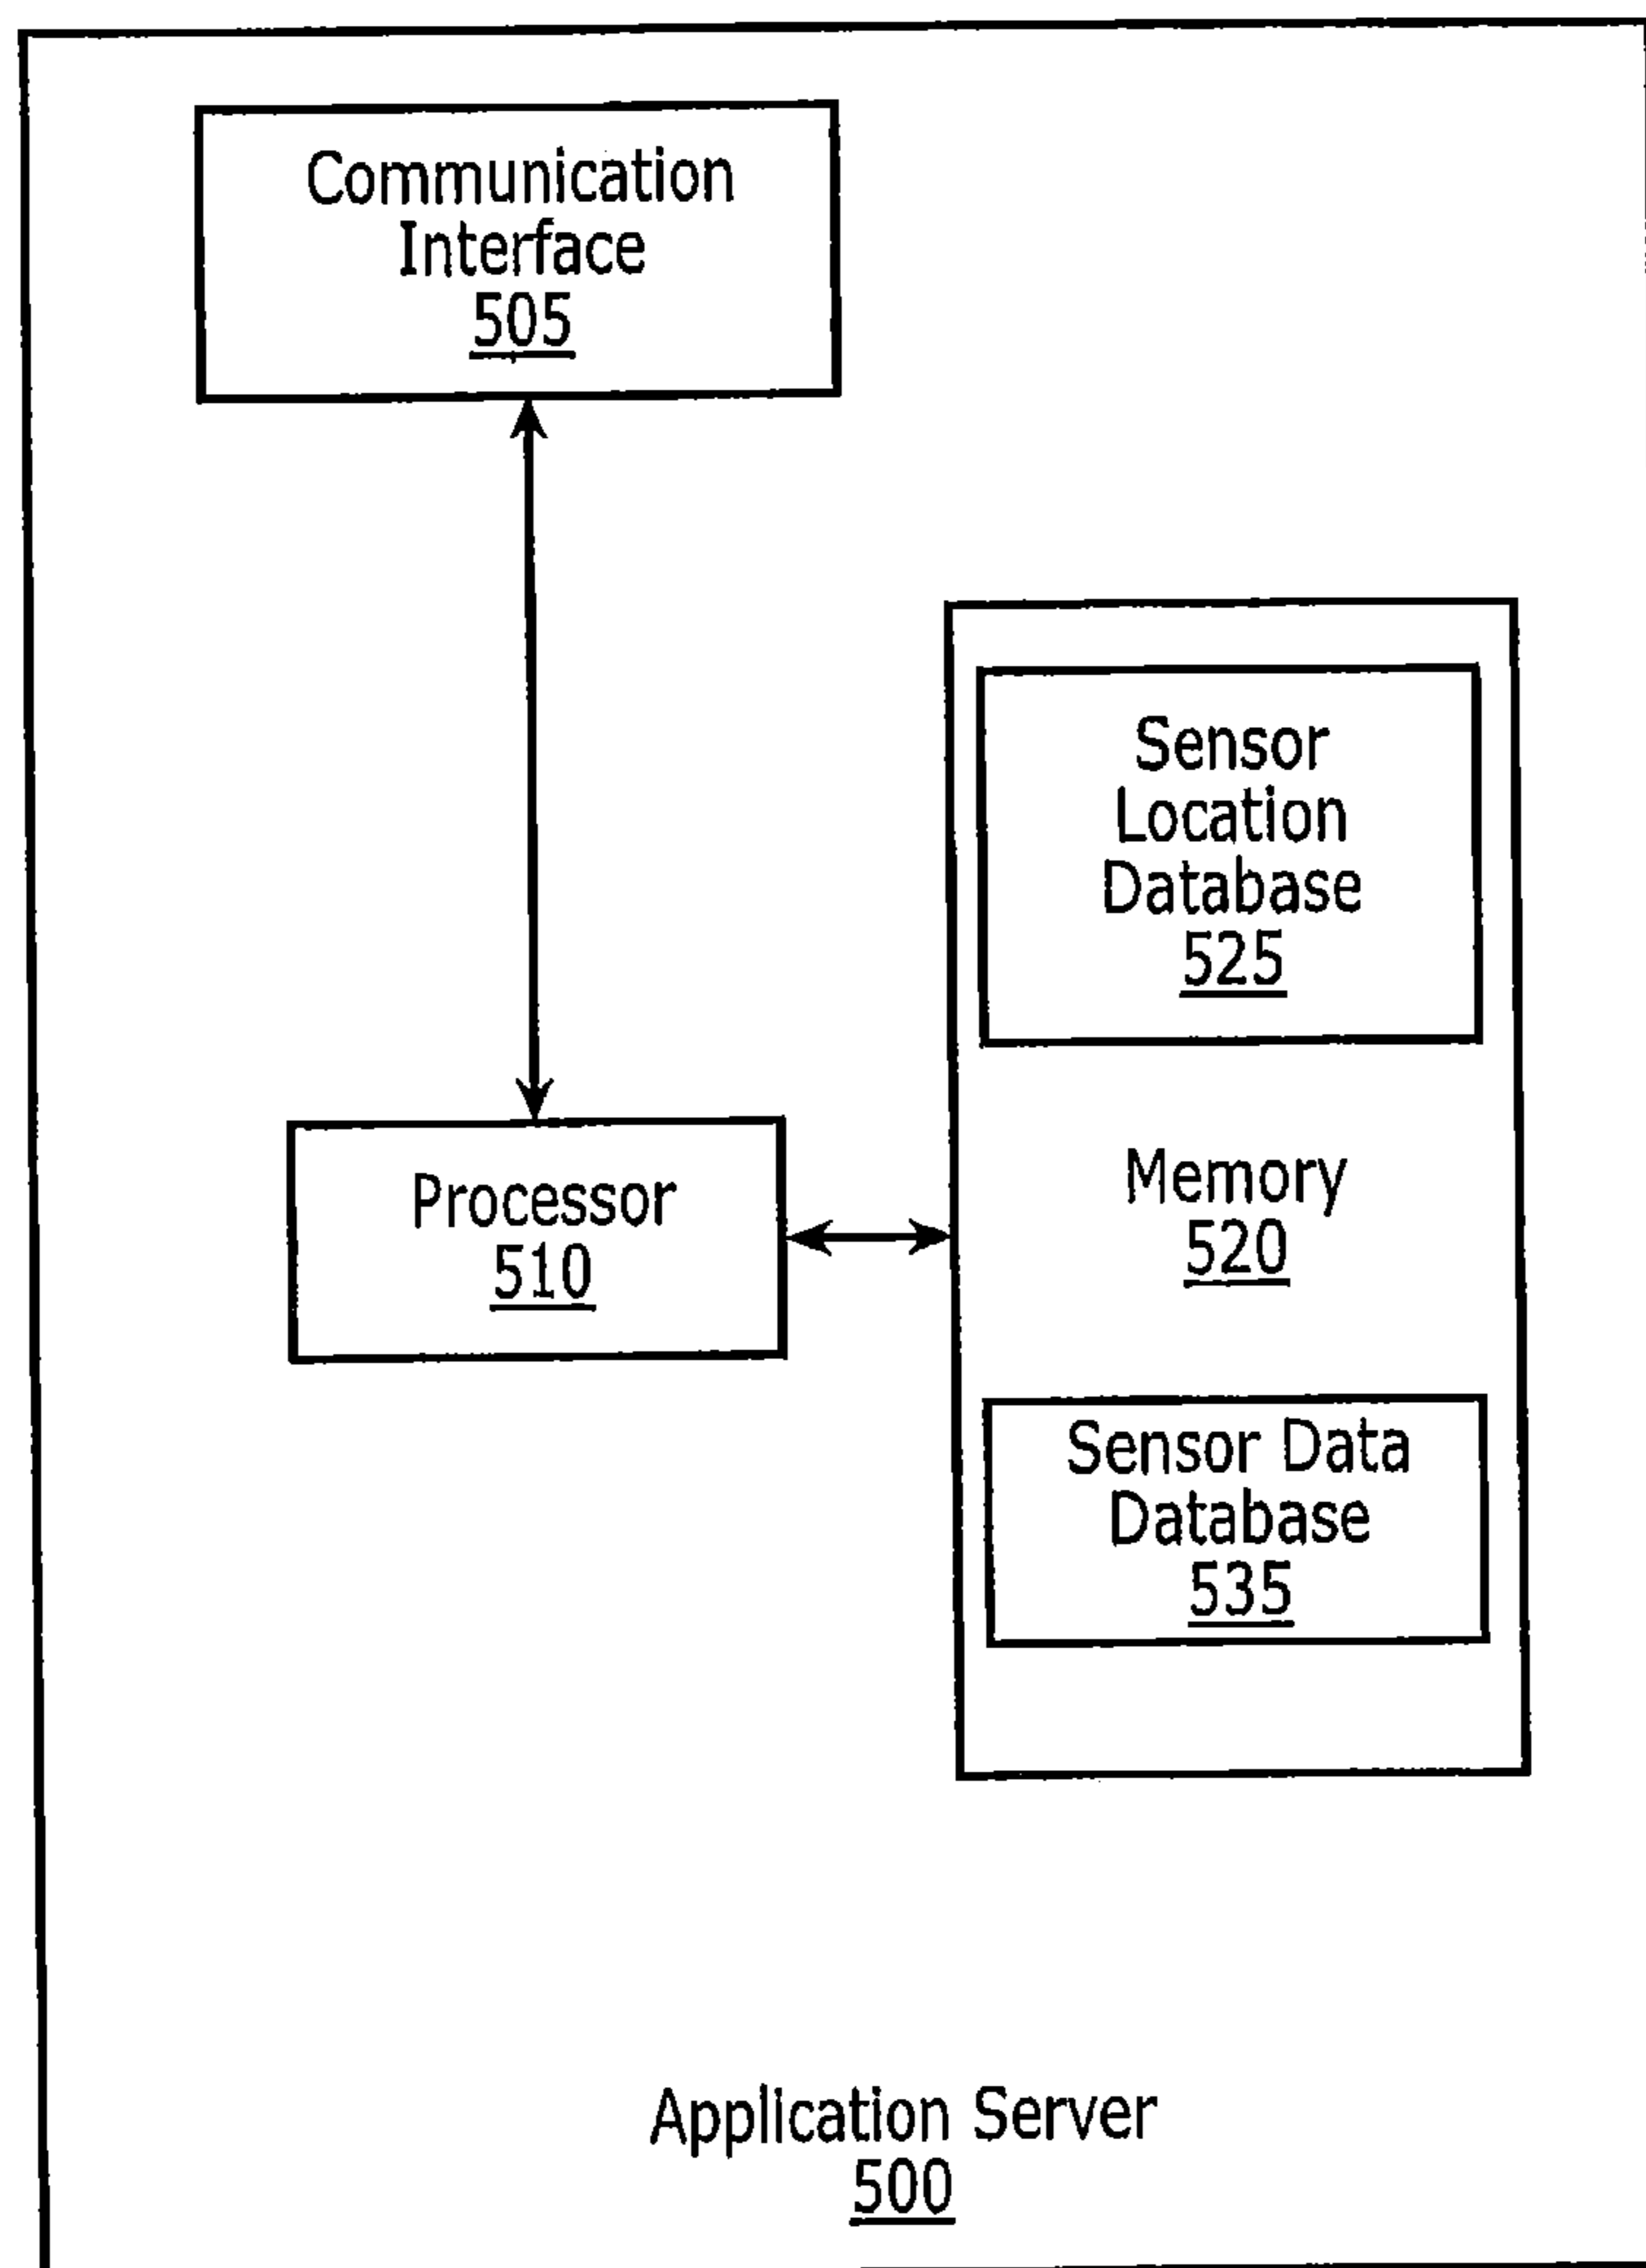 Communication
Interface
505
Sensor
Location
Database
525
Processor
510
Memory
520
Sensor Data
Database
535
Application Server
500